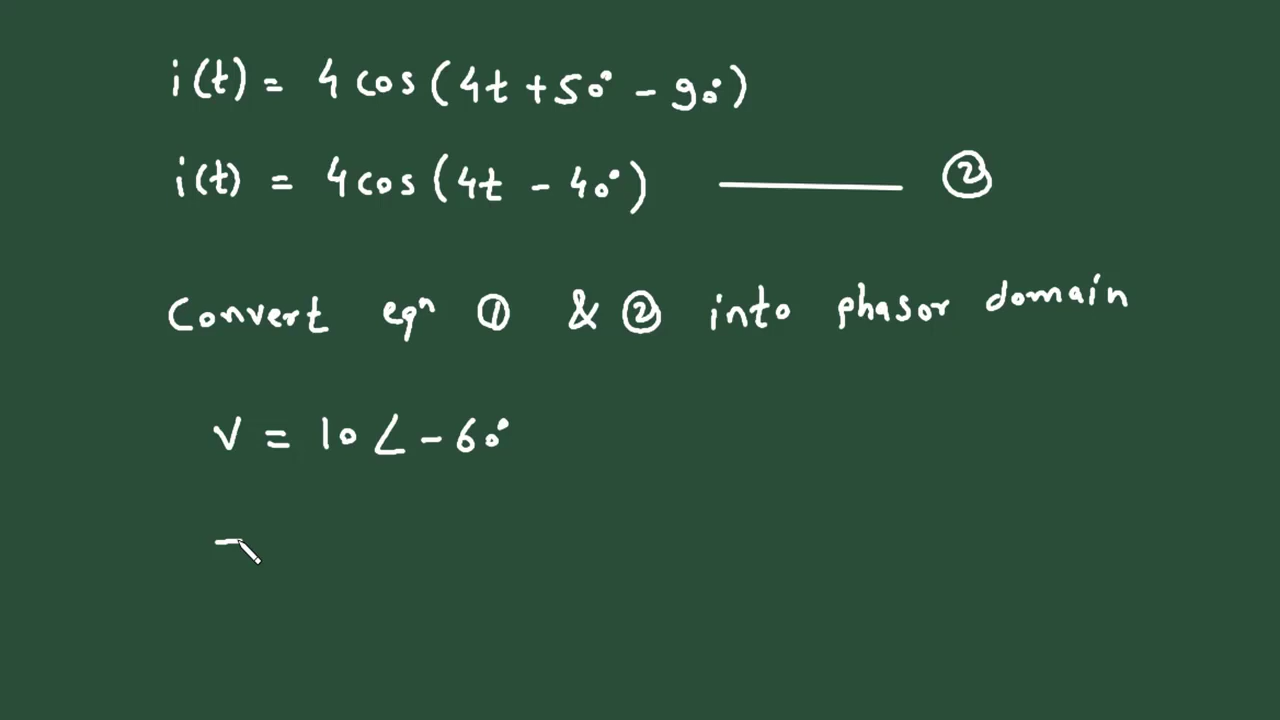 i(t) = 4 cos (4t + 50° - 90°)
i(t) = 4 cos (4t - 40°) ——— ②
Convert eqⁿ ① & ② into phasor domain
V = 10 ∠ -60°